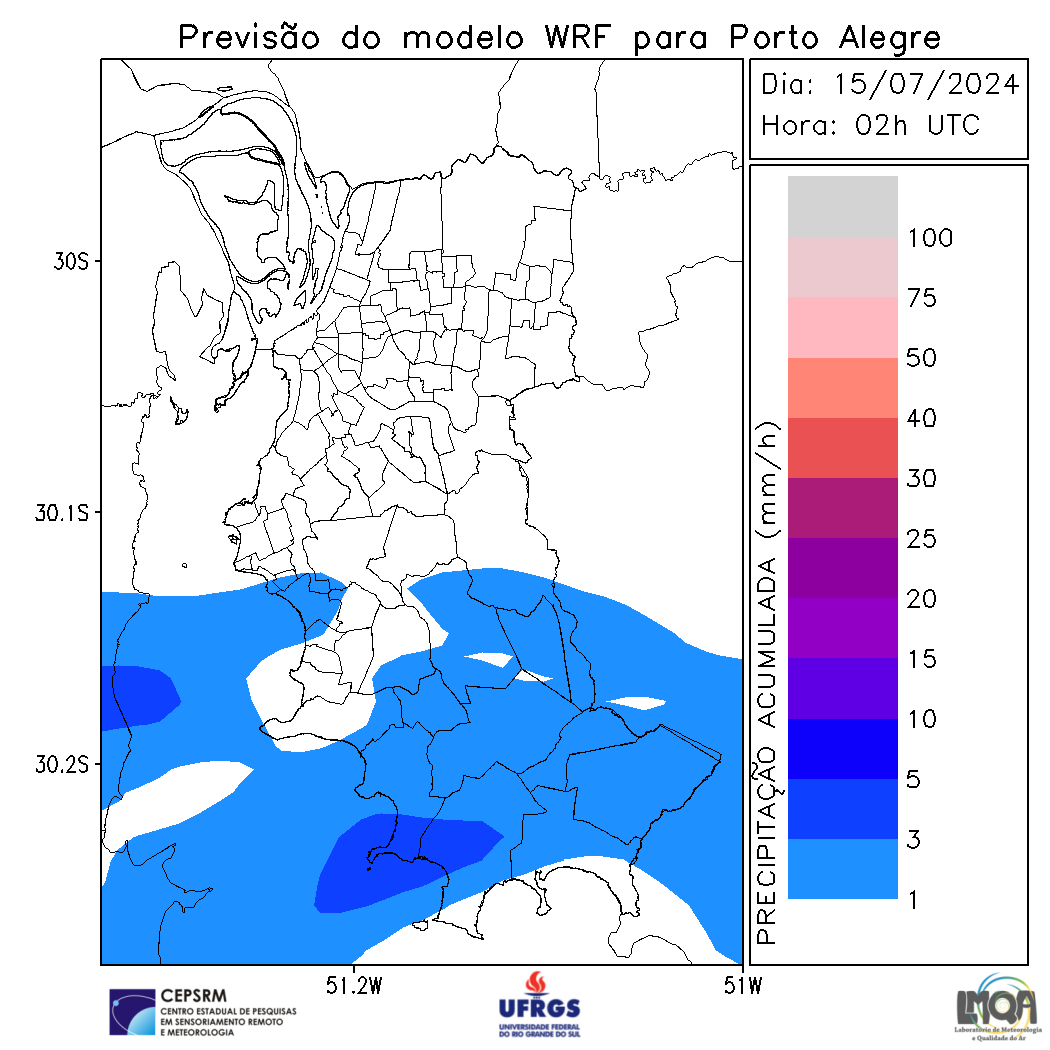 Previsão do modelo WRF para Porto Alegre
Dia: 15/07/2024
Hora: 02h UTC
30S
30.1S
30.2S
51.2W
51W
PRECIPITAÇÃO ACUMULADA (mm/h)
100
75
50
40
30
25
20
15
10
5
3
1
CEPSRM
CENTRO ESTADUAL DE PESQUISAS
EM SENSORIAMENTO REMOTO
E METEOROLOGIA
UFRGS
UNIVERSIDADE FEDERAL
DO RIO GRANDE DO SUL
LMQA
Laboratório de Meteorologia
e Qualidade do Ar